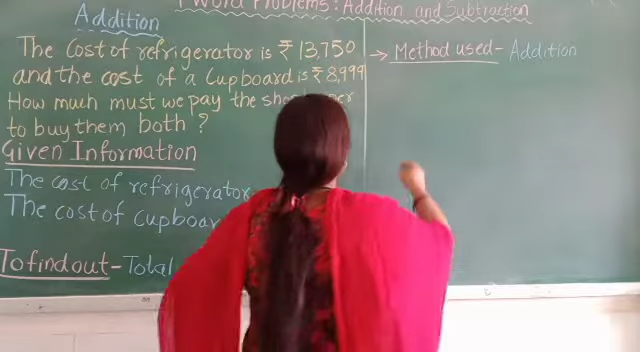 Word Problems: Addition and Subtraction
Addition
The Cost of refrigerator is ₹ 13,750
and the cost of a Cupboard is ₹ 8,999
How much must we pay the
to buy them both ?
Given Information
The cost of refrigerator
The cost of
To find out - Total
→ Method used - Addition